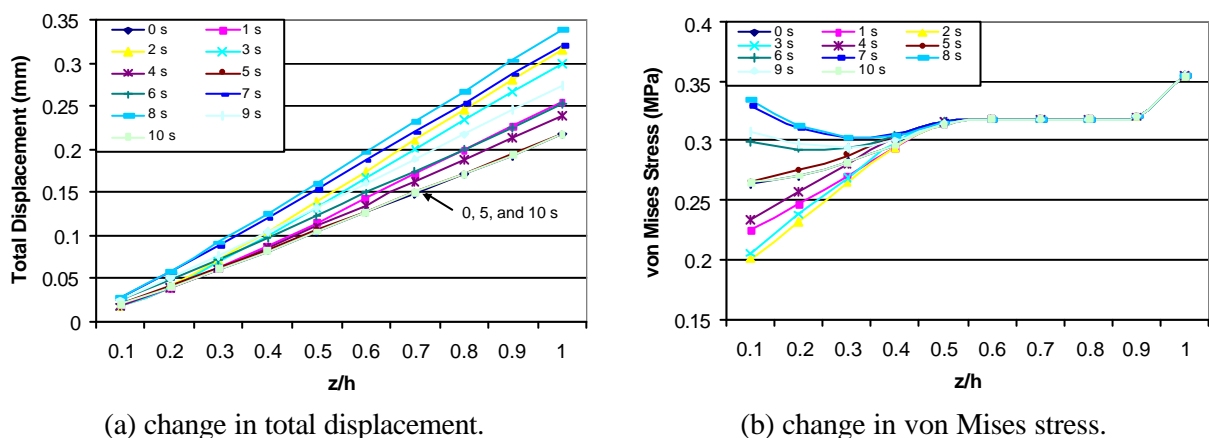 0.35
0.3
0.25
0.2
0.15
0.1
0.05
0
Total Displacement (mm)
0 s 1 s
2 s 3 s
4 s 5 s
6 s 7 s
8 s 9 s
10 s
0, 5, and 10 s
0.1 0.2 0.3 0.4 0.5 0.6 0.7 0.8 0.9 1
z/h
(a) change in total displacement.
0.4
0.35
0.3
0.25
0.2
0.15
von Mises Stress (MPa)
0 s 1 s 2 s
3 s 4 s 5 s
6 s 7 s 8 s
9 s 10 s
0.1 0.2 0.3 0.4 0.5 0.6 0.7 0.8 0.9 1
z/h
(b) change in von Mises stress.